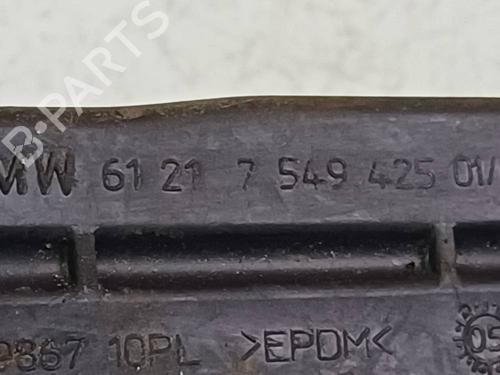 B-PARTS
MW 61 21 7 549 425 01/
9867 10PL >EPDM< 05